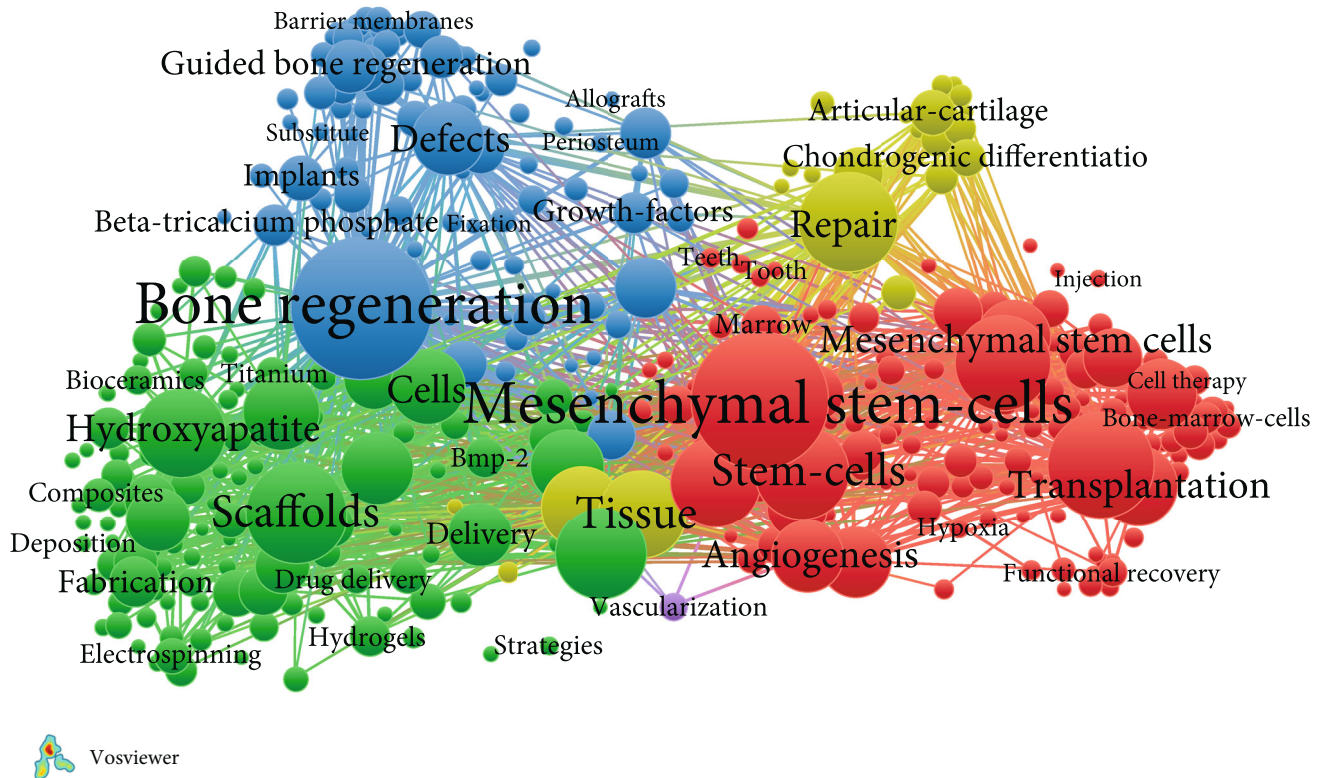 Barrier membranes
Guided bone regeneration
Allografts
Articular-cartilage
Substitute
Defects
Periosteum
Chondrogenic differentiatio
Implants
Beta-tricalcium phosphate
Fixation
Growth-factors
Repair
Teeth
Tooth
Injection
Bone regeneration
Marrow
Mesenchymal stem cells
Bioceramics
Titanium
Cells
Cell therapy
Mesenchymal stem-cells
Bone-marrow-cells
Hydroxyapatite
Bmp-2
Stem-cells
Transplantation
Composites
Scaffolds
Tissue
Delivery
Hypoxia
Deposition
Angiogenesis
Fabrication
Drug delivery
Functional recovery
Vascularization
Hydrogels
Strategies
Electrospinning
Vosviewer